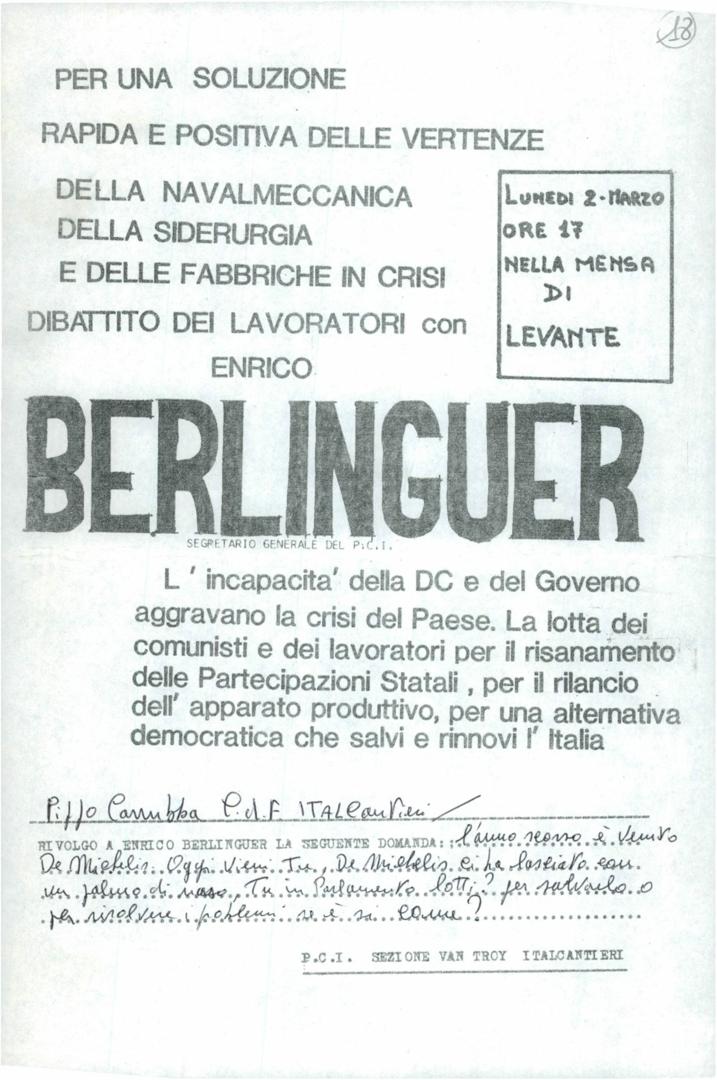 18
PER UNA SOLUZIONE
RAPIDA E POSITIVA DELLE VERTENZE
DELLA NAVALMECCANICA
DELLA SIDERURGIA
E DELLE FABBRICHE IN CRISI
DIBATTITO DEI LAVORATORI con
ENRICO
LUNEDI 2·MARZO
ORE 17
NELLA MENSA
DI
LEVANTE
BERLINGUER
SEGRETARIO GENERALE DEL P.C.I.
L ' incapacita' della DC e del Governo
aggravano la crisi del Paese. La lotta dei
comunisti e dei lavoratori per il risanamento
delle Partecipazioni Statali , per il rilancio
dell' apparato produttivo, per una alternativa
democratica che salvi e rinnovi l' Italia
Pippo Carrubba C.d.F ITALCantieri
RIVOLGO A ENRICO BERLINGUER LA SEGUENTE DOMANDA: l'anno scorso è venuto
De Michelis. Oggi vieni Tu, De Michelis ci ha lasciato con
un palmo di naso, Tu in Parlamento lotti? per salvarlo o
per risolvere i problemi se è si come?
P.C.I. SEZIONE VAN TROY ITALCANTIERI